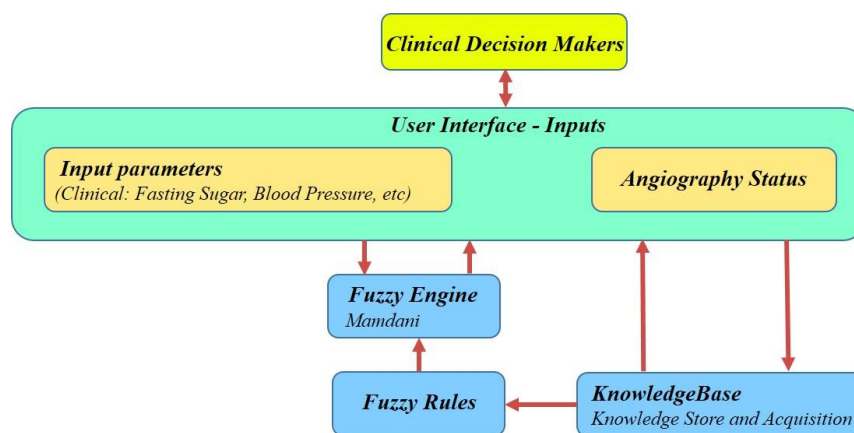 Clinical Decision Makers
User Interface - Inputs
Input parameters
(Clinical: Fasting Sugar, Blood Pressure, etc)
Angiography Status
Fuzzy Engine
Mamdani
Fuzzy Rules
KnowledgeBase
Knowledge Store and Acquisition